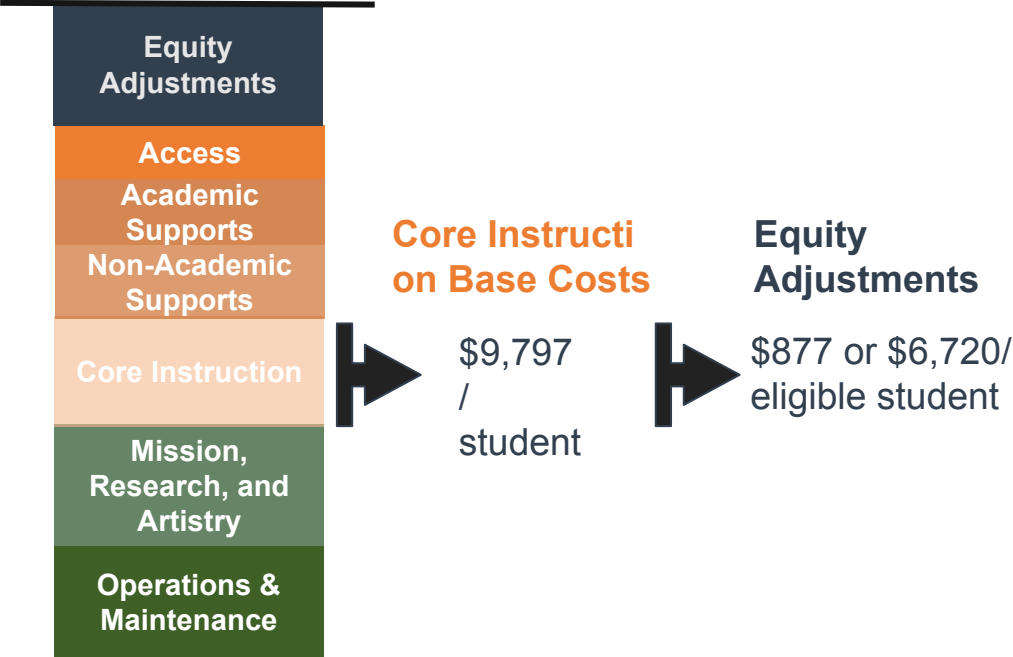 Equity
Adjustments
Access
Academic
Supports
Non-Academic
Supports
Core Instruction
Mission,
Research, and
Artistry
Operations &
Maintenance
Core Instructi
on Base Costs
$9,797
/
student
Equity
Adjustments
$877 or $6,720/
eligible student